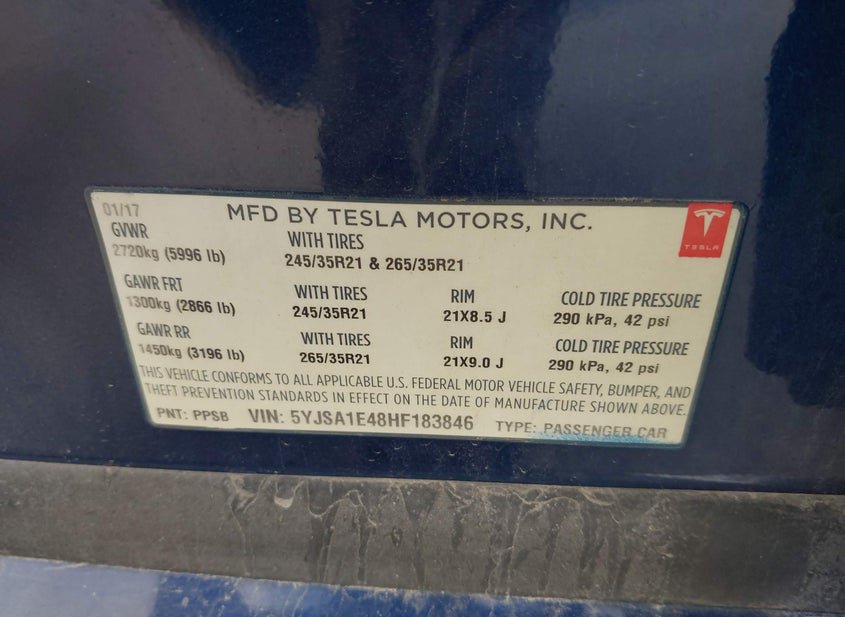 01/17
MFD BY TESLA MOTORS, INC.
TESLA
GVWR
2720kg (5996 lb)
WITH TIRES
245/35R21 & 265/35R21
GAWR FRT
1300kg (2866 lb)
WITH TIRES
245/35R21
RIM
21X8.5 J
COLD TIRE PRESSURE
290 kPa, 42 psi
GAWR RR
1450kg (3196 lb)
WITH TIRES
265/35R21
RIM
21X9.0 J
COLD TIRE PRESSURE
290 kPa, 42 psi
THIS VEHICLE CONFORMS TO ALL APPLICABLE U.S. FEDERAL MOTOR VEHICLE SAFETY, BUMPER, AND
THEFT PREVENTION STANDARDS IN EFFECT ON THE DATE OF MANUFACTURE SHOWN ABOVE.
PNT: PPSB VIN: 5YJSA1E48HF183846 TYPE: PASSENGER CAR